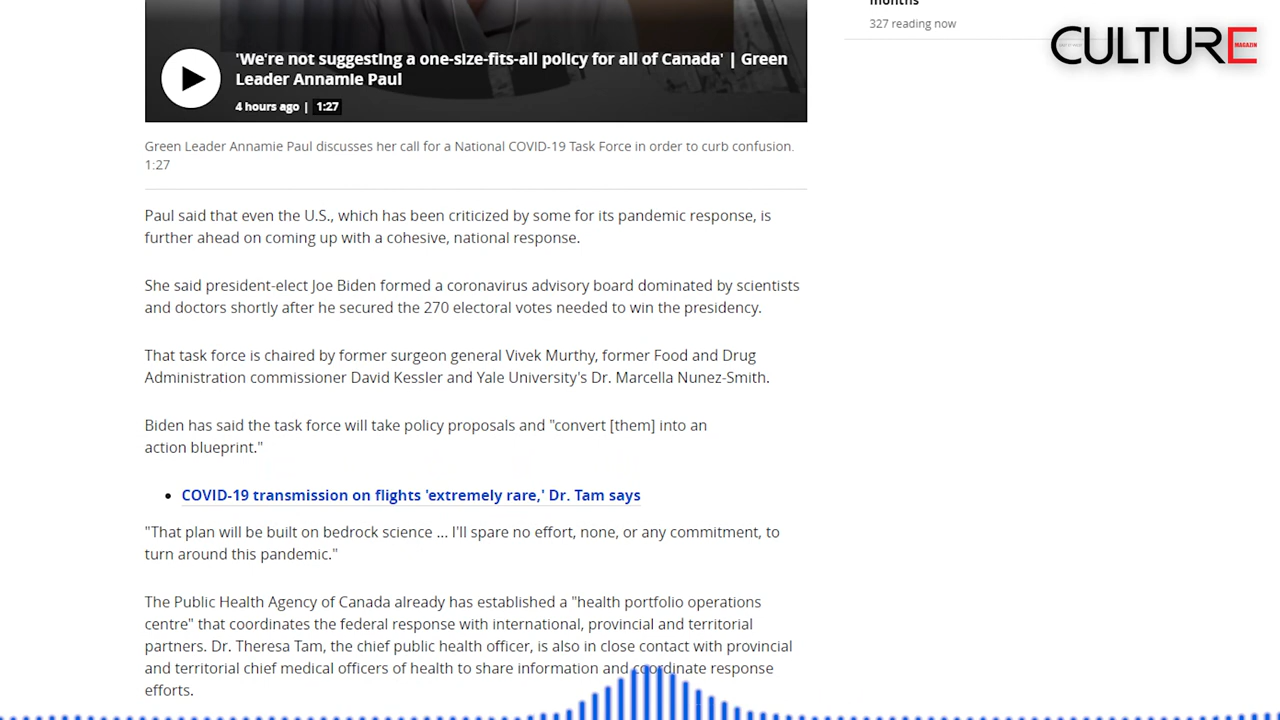 months
327 reading now
CULTURE
MAGAZIN
'We're not suggesting a one-size-fits-all policy for all of Canada' | Green
Leader Annamie Paul
4 hours ago | 1:27
Green Leader Annamie Paul discusses her call for a National COVID-19 Task Force in order to curb confusion.
1:27
Paul said that even the U.S., which has been criticized by some for its pandemic response, is
further ahead on coming up with a cohesive, national response.
She said president-elect Joe Biden formed a coronavirus advisory board dominated by scientists
and doctors shortly after he secured the 270 electoral votes needed to win the presidency.
That task force is chaired by former surgeon general Vivek Murthy, former Food and Drug
Administration commissioner David Kessler and Yale University's Dr. Marcella Nunez-Smith.
Biden has said the task force will take policy proposals and "convert [them] into an
action blueprint."
• COVID-19 transmission on flights 'extremely rare,' Dr. Tam says
"That plan will be built on bedrock science ... I'll spare no effort, none, or any commitment, to
turn around this pandemic."
The Public Health Agency of Canada already has established a "health portfolio operations
centre" that coordinates the federal response with international, provincial and territorial
partners. Dr. Theresa Tam, the chief public health officer, is also in close contact with provincial
and territorial chief medical officers of health to share information and coordinate response
efforts.